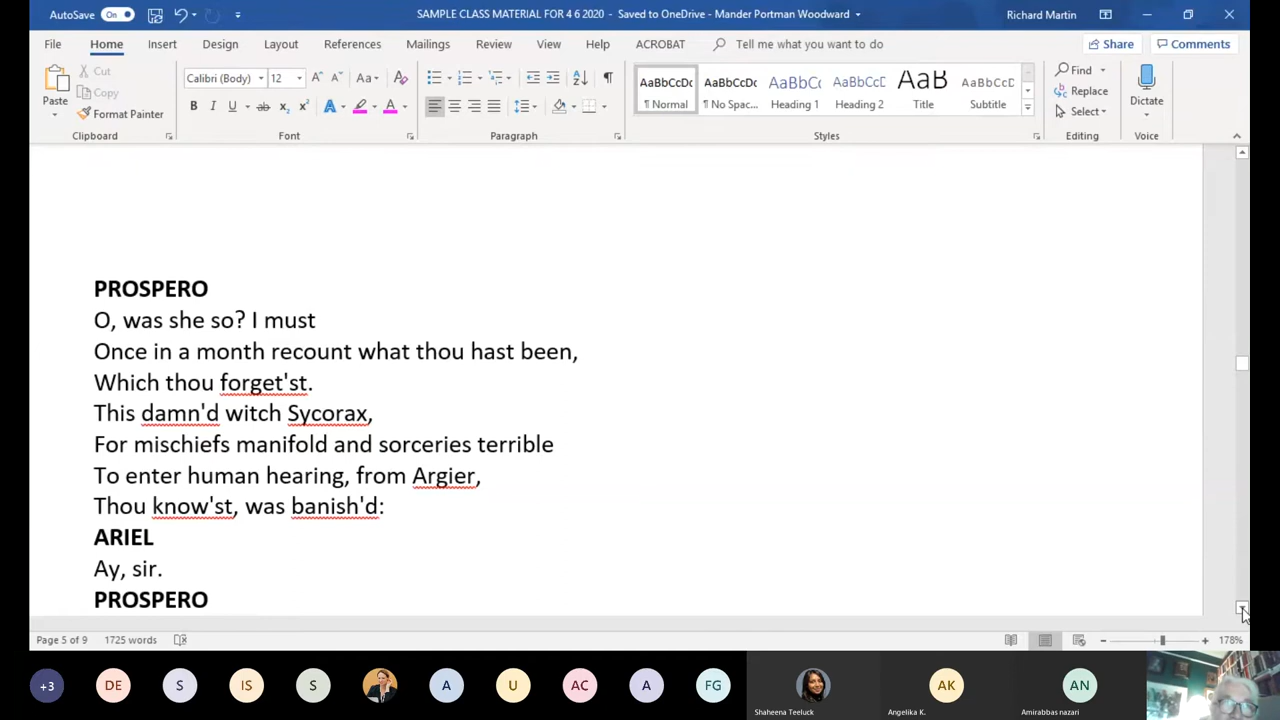 AutoSave On SAMPLE CLASS MATERIAL FOR 4 6 2020 - Saved to OneDrive - Mander Portman Woodward Richard Martin
File Home Insert Design Layout References Mailings Review View Help ACROBAT Tell me what you want to do Share Comments
Paste Cut Copy Format Painter
Calibri (Body) 12 Aa
B I U ab x₂ x² A A
AaBbCcDc AaBbCcDc AaBbCc AaBbCcC AaB AaBbCcD
¶ Normal ¶ No Spac... Heading 1 Heading 2 Title Subtitle
Find Replace Select Dictate
Clipboard Font Paragraph Styles Editing Voice
PROSPERO
O, was she so? I must
Once in a month recount what thou hast been,
Which thou forget'st.
This damn'd witch Sycorax,
For mischiefs manifold and sorceries terrible
To enter human hearing, from Argier,
Thou know'st, was banish'd:
ARIEL
Ay, sir.
PROSPERO
Page 5 of 9 1725 words 178%
+3 DE S IS S A U AC A FG AK AN
Shaheena Teeluck Angelika K. Amirabbas nazari